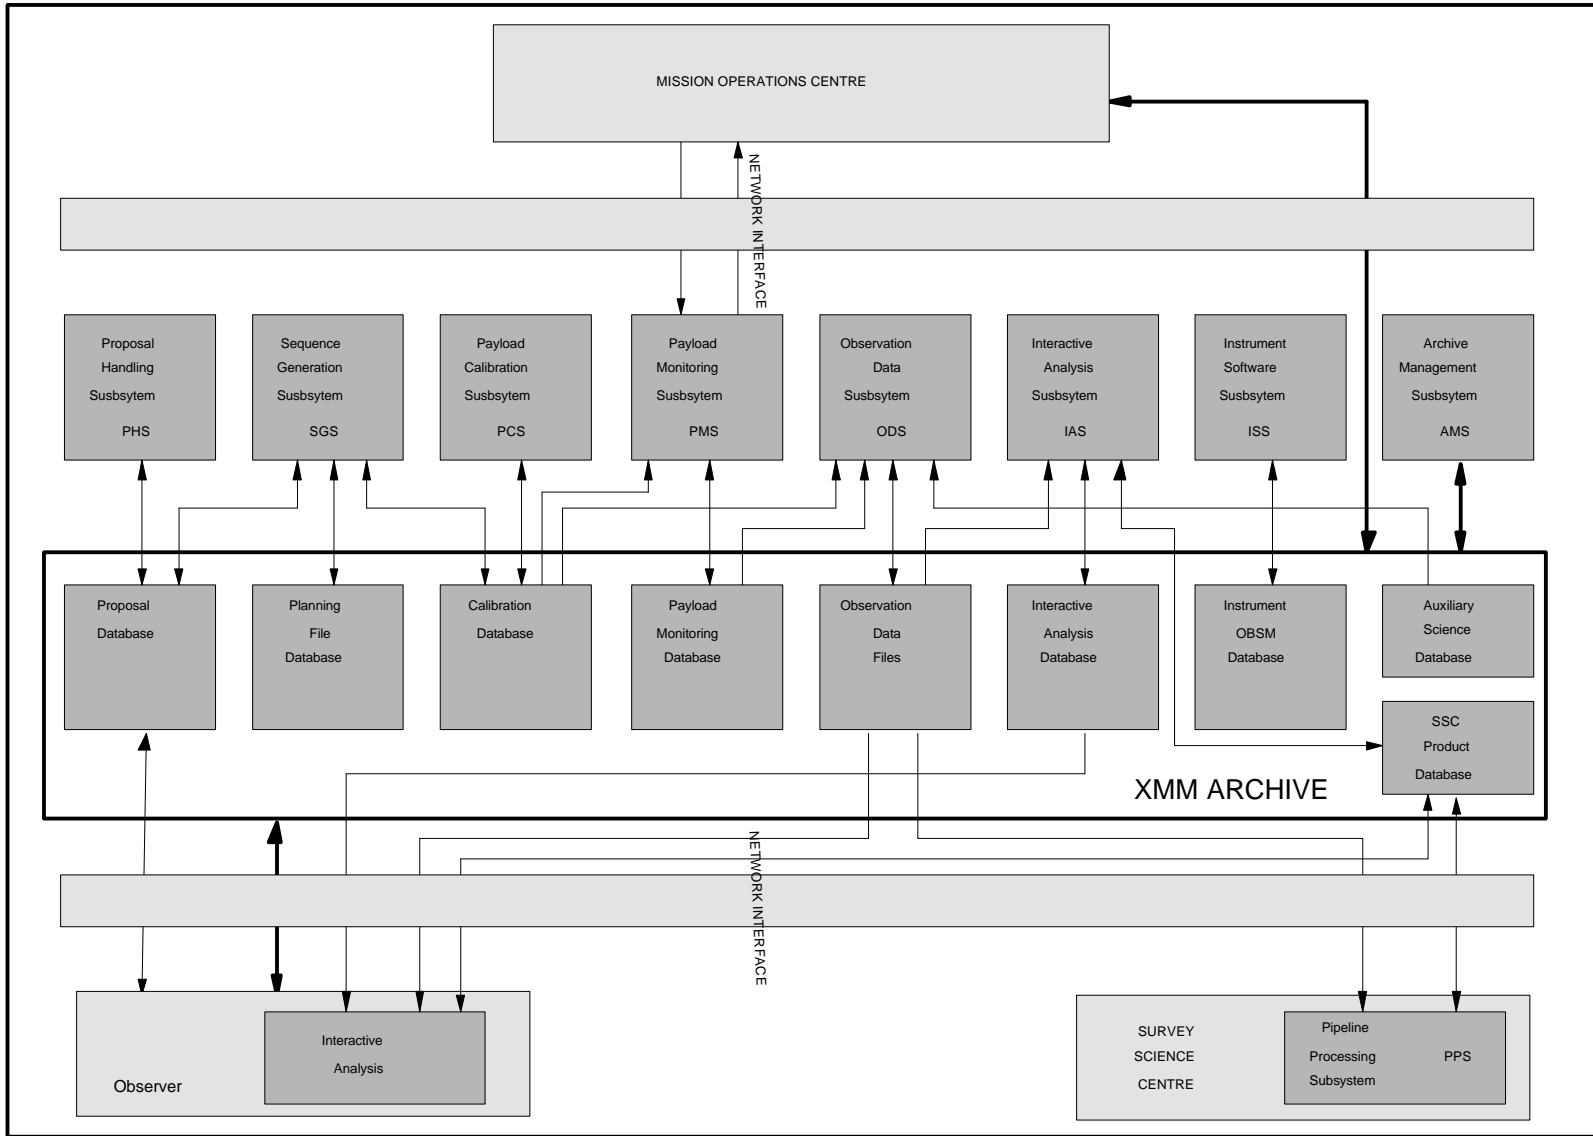 MISSION OPERATIONS CENTRE
NETWORK INTERFACE
Proposal
Handling
Susbsytem
PHS
Sequence
Generation
Susbsytem
SGS
Payload
Calibration
Susbsytem
PCS
Payload
Monitoring
Susbsytem
PMS
Observation
Data
Susbsytem
ODS
Interactive
Analysis
Susbsytem
IAS
Instrument
Software
Susbsytem
ISS
Archive
Management
Susbsytem
AMS
Proposal
Database
Planning
File
Database
Calibration
Database
Payload
Monitoring
Database
Observation
Data
Files
Interactive
Analysis
Database
Instrument
OBSM
Database
Auxiliary
Science
Database
SSC
Product
Database
XMM ARCHIVE
NETWORK INTERFACE
Observer
Interactive
Analysis
SURVEY
SCIENCE
CENTRE
Pipeline
Processing PPS
Subsystem